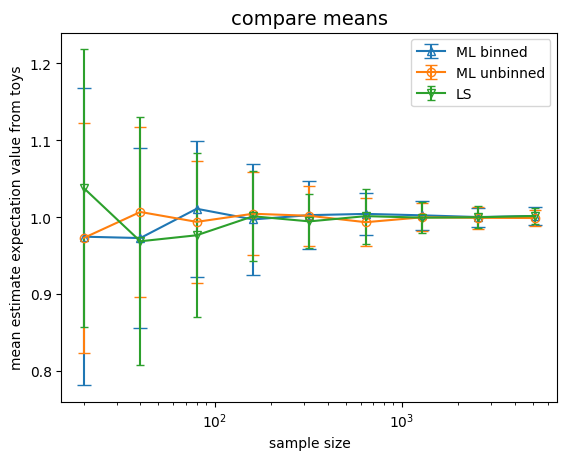 compare means
mean estimate expectation value from toys
1.2
1.1
1.0
0.9
0.8
ML binned
ML unbinned
LS
10²
10³
sample size